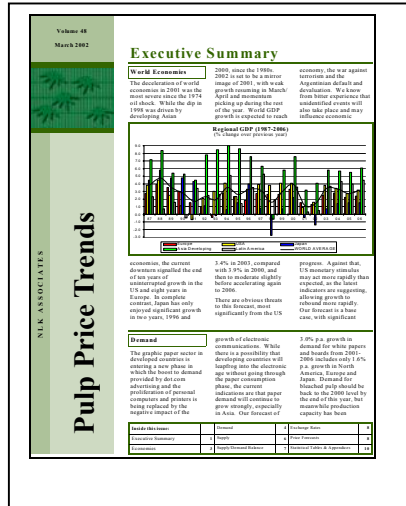 Volume 48
March 2002
NLK ASSOCIATES
Pulp Price Trends
Executive Summary
World Economies
The deceleration of world
economies in 2001 was the
most severe since the 1974
oil shock. While the dip in
1998 was driven by
developing Asian
2000, since the 1980s.
2002 is set to be a mirror
image of 2001, with weak
growth resuming in March/
April and momentum
picking up during the rest
of the year. World GDP
growth is expected to reach
economy, the war against
terrorism and the
Argentinian default and
devaluation. We know
from bitter experience that
unidentified events will
also take place and may
influence economic
Regional GDP (1987-2006)
(% change over previous year)
Europe
USA
Japan
Asia Developing
Latin America
WORLD AVERAGE
economies, the current
downturn signalled the end
of ten years of
uninterrupted growth in the
US and eight years in
Europe. In complete
contrast, Japan has only
enjoyed significant growth
in two years, 1996 and
3.4% in 2003, compared
with 3.9% in 2000, and
then moderate slightly
before accelerating again
to 2006.
There are obvious threats
to this forecast, most
significantly from the US
progress. Against that,
US monetary stimulus
may act more rapidly than
expected, as the latest
indicators are suggesting,
allowing growth to
rebound more rapidly.
Our forecast is a base
case, with significant
Demand
The graphic paper sector in
developed countries is
entering a new phase in
which the boost to demand
provided by dot.com
advertising and the
proliferation of personal
computers and printers is
being replaced by the
negative impact of the
growth of electronic
communications. While
there is a possibility that
developing countries will
leapfrog into the electronic
age without going through
the paper consumption
phase, the current
indications are that paper
demand will continue to
grow strongly, especially
in Asia. Our forecast of
3.0% p.a. growth in
demand for white papers
and boards from 2001-
2006 includes only 1.6%
p.a. growth in North
America, Europe and
Japan. Demand for
bleached pulp should be
back to the 2000 level by
the end of this year, but
meanwhile production
capacity has been
Inside this issue:
Executive Summary 1
Economies 3
Demand 4
Supply 6
Supply/Demand Balance 7
Exchange Rates 8
Price Forecasts 8
Statistical Tables & Appendices 10